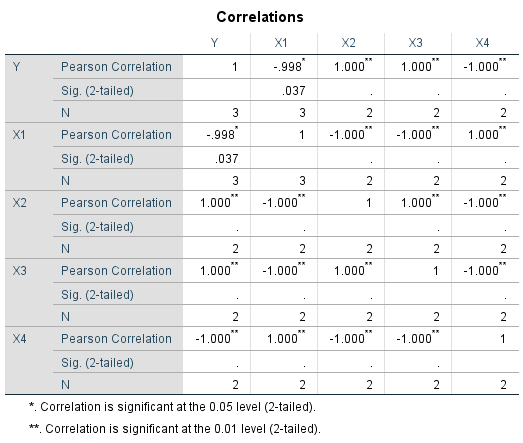 Correlations
Y X1 X2 X3 X4
Y Pearson Correlation 1 -.998* 1.000** 1.000** -1.000**
Sig. (2-tailed) .037 . . .
N 3 3 2 2 2
X1 Pearson Correlation -.998* 1 -1.000** -1.000** 1.000**
Sig. (2-tailed) .037 . . .
N 3 3 2 2 2
X2 Pearson Correlation 1.000** -1.000** 1 1.000** -1.000**
Sig. (2-tailed) . . . .
N 2 2 2 2 2
X3 Pearson Correlation 1.000** -1.000** 1.000** 1 -1.000**
Sig. (2-tailed) . . . .
N 2 2 2 2 2
X4 Pearson Correlation -1.000** 1.000** -1.000** -1.000** 1
Sig. (2-tailed) . . . .
N 2 2 2 2 2
*. Correlation is significant at the 0.05 level (2-tailed).
**. Correlation is significant at the 0.01 level (2-tailed).